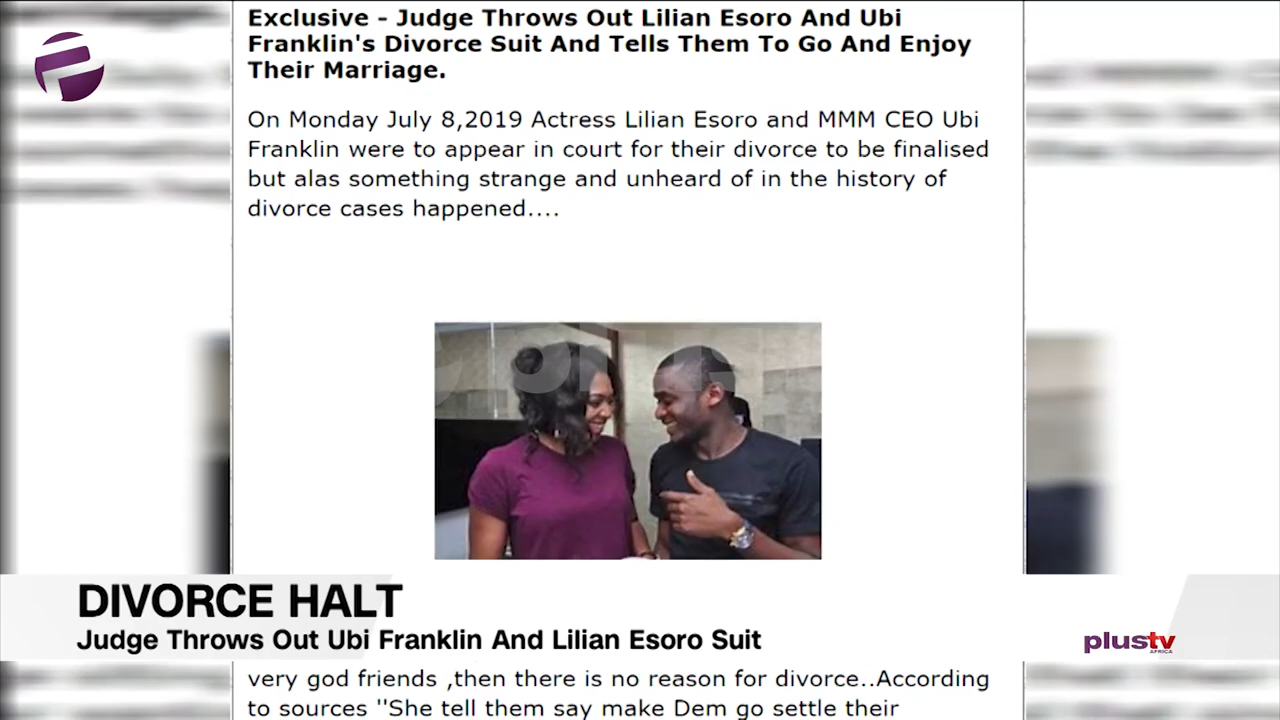 Exclusive - Judge Throws Out Lilian Esoro And Ubi
Franklin's Divorce Suit And Tells Them To Go And Enjoy
Their Marriage.
On Monday July 8,2019 Actress Lilian Esoro and MMM CEO Ubi
Franklin were to appear in court for their divorce to be finalised
but alas something strange and unheard of in the history of
divorce cases happened....
DIVORCE HALT
Judge Throws Out Ubi Franklin And Lilian Esoro Suit
plustv
AFRICA
very god friends ,then there is no reason for divorce..According
to sources "She tell them say make Dem go settle their